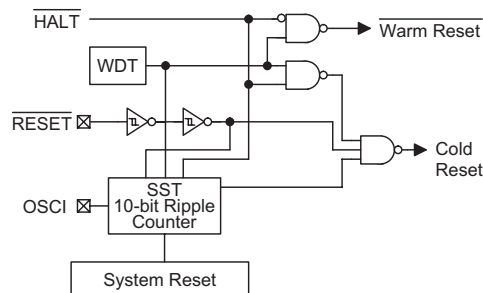 HALT
Warm Reset
WDT
RESET
Cold
Reset
OSCI
SST
10-bit Ripple
Counter
System Reset